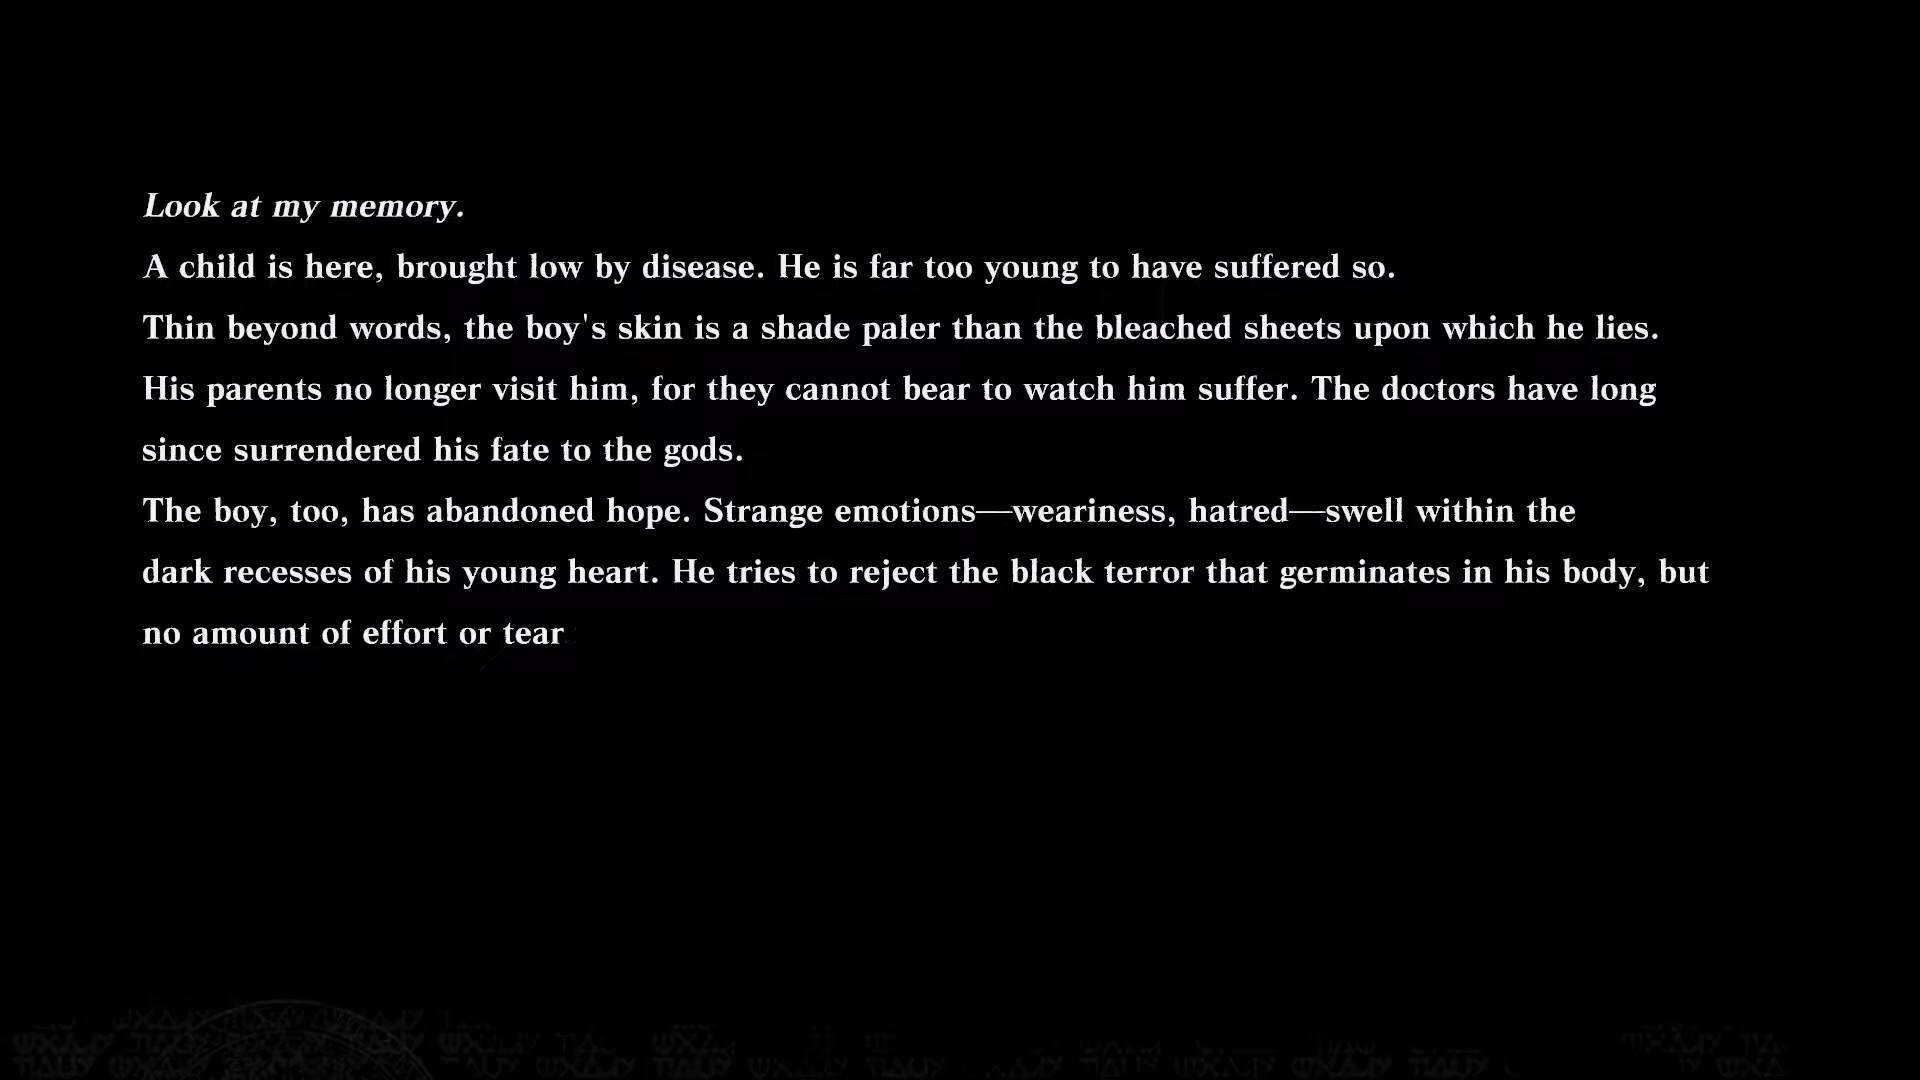 Look at my memory.
A child is here, brought low by disease. He is far too young to have suffered so.
Thin beyond words, the boy's skin is a shade paler than the bleached sheets upon which he lies.
His parents no longer visit him, for they cannot bear to watch him suffer. The doctors have long
since surrendered his fate to the gods.
The boy, too, has abandoned hope. Strange emotions—weariness, hatred—swell within the
dark recesses of his young heart. He tries to reject the black terror that germinates in his body, but
no amount of effort or tear